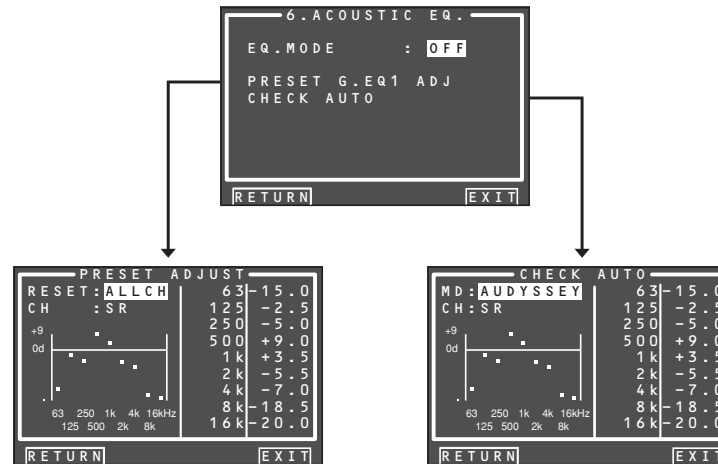 6.ACOUSTIC EQ.
EQ.MODE : OFF
PRESET G.EQ1 ADJ
CHECK AUTO
RETURN EXIT
PRESET ADJUST
RESET:ALLCH
CH :SR
+9
0d
63 250 1k 4k 16kHz
125 500 2k 8k
63 -15.0
125 -2.5
250 -5.0
500 +9.0
1k +3.5
2k -5.5
4k -7.0
8k -18.5
16k -20.0
RETURN EXIT
CHECK AUTO
MD:AUDYSSEY
CH:SR
+9
0d
63 250 1k 4k 16kHz
125 500 2k 8k
63 -15.0
125 -2.5
250 -5.0
500 +9.0
1k +3.5
2k -5.5
4k -7.0
8k -18.5
16k -20.0
RETURN EXIT